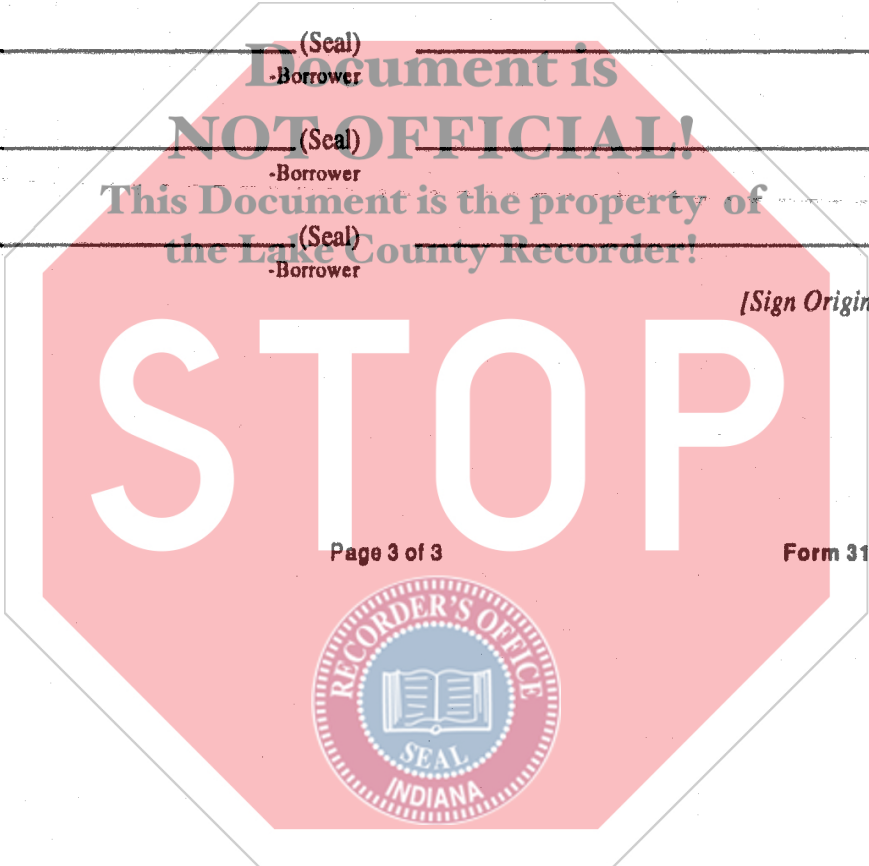 (Seal)
-Borrower
Document is
(Seal)
-Borrower
NOT OFFICIAL!
This Document is the property of
(Seal)
-Borrower
the Lake County Recorder!
[Sign Origin
STOP
Page 3 of 3
Form 31
RECORDER'S OFFICE
SEAL
INDIANA